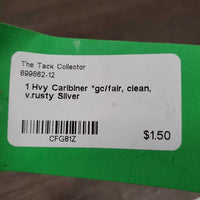 The Tack Collector
899662-12
1 Hvy Caribiner *gc/fair, clean,
v.rusty Silver
CFG81Z
$1.50